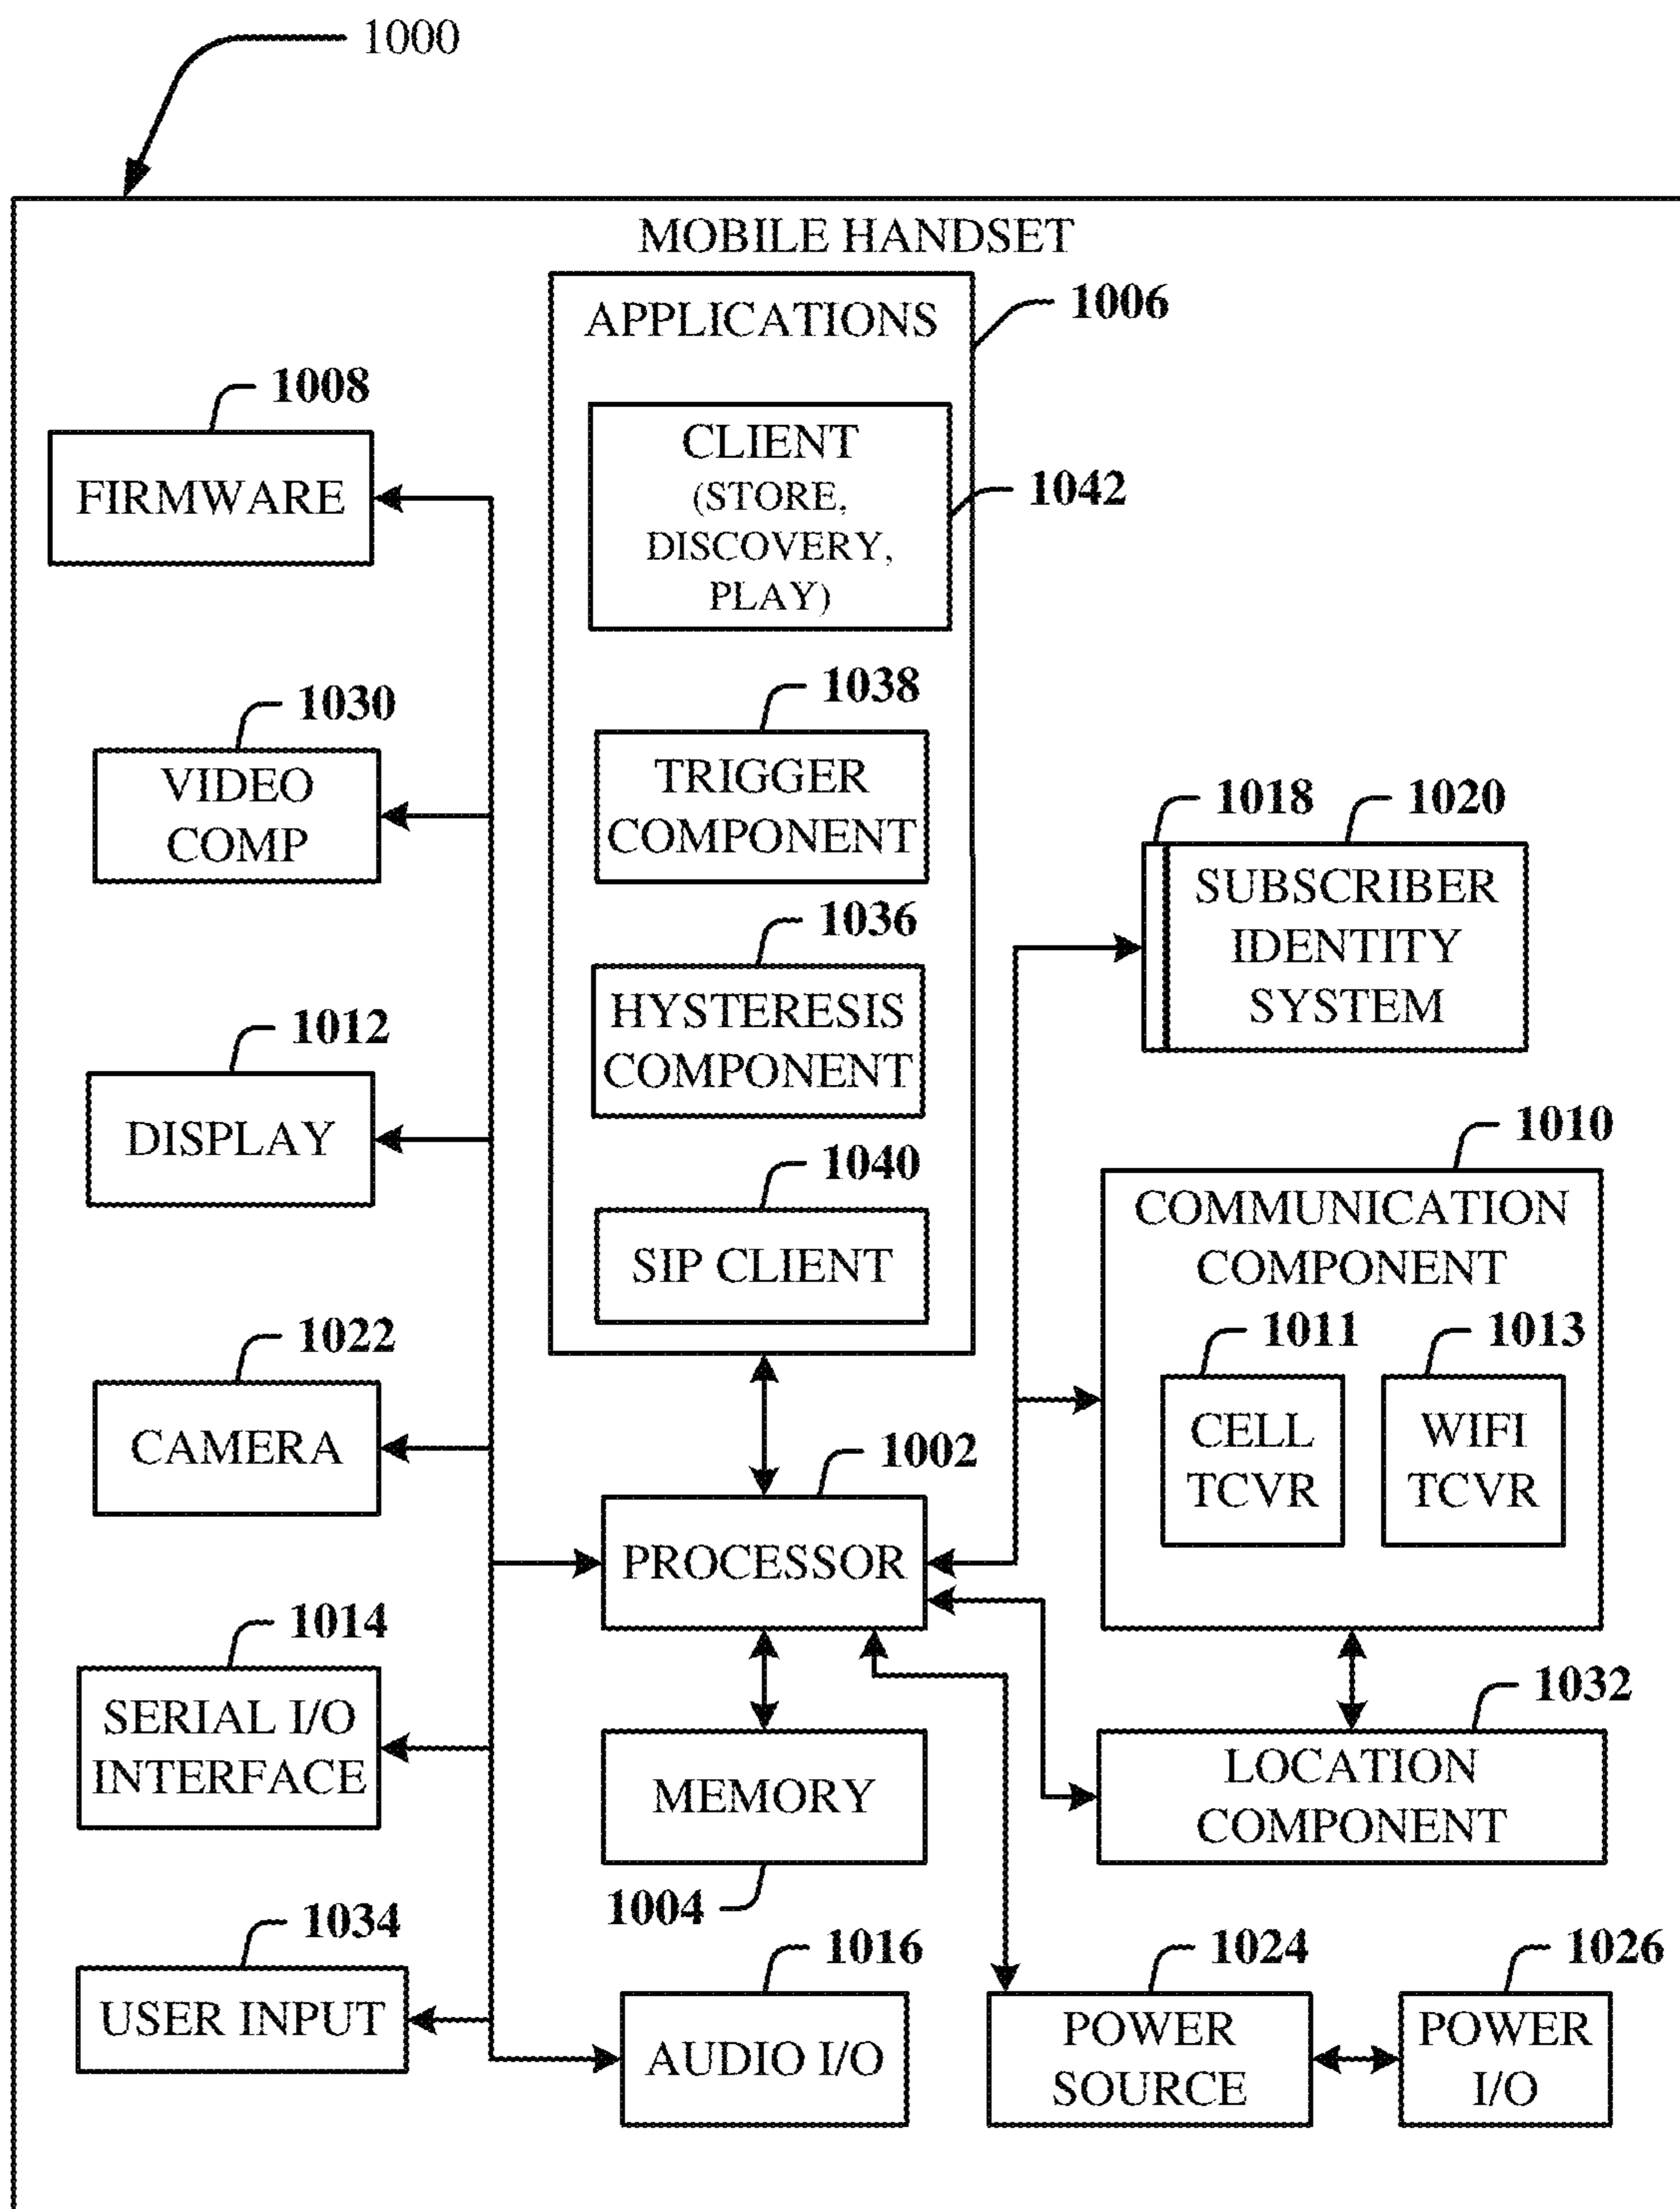 1000
MOBILE HANDSET
APPLICATIONS
1006
CLIENT
(STORE,
DISCOVERY,
PLAY)
1042
1038
TRIGGER
COMPONENT
1036
HYSTERESIS
COMPONENT
1040
SIP CLIENT
1008
FIRMWARE
1030
VIDEO
COMP
1012
DISPLAY
1022
CAMERA
1014
SERIAL I/O
INTERFACE
1034
USER INPUT
1002
PROCESSOR
MEMORY
1004
1016
AUDIO I/O
1018
1020
SUBSCRIBER
IDENTITY
SYSTEM
1010
COMMUNICATION
COMPONENT
1011
CELL
TCVR
1013
WIFI
TCVR
1032
LOCATION
COMPONENT
1024
POWER
SOURCE
1026
POWER
I/O